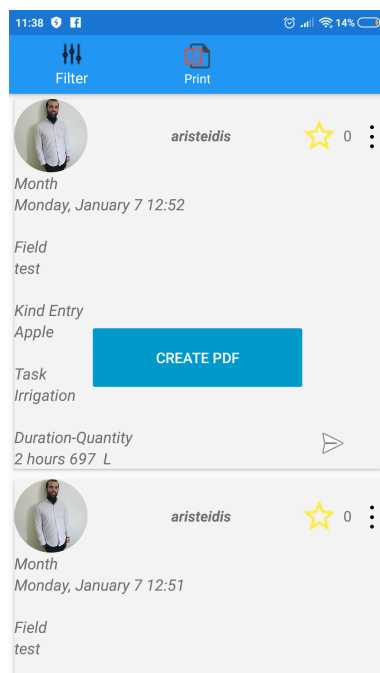 11:38
14%
Filter
Print
aristeidis
0
Month
Monday, January 7 12:52
Field
test
Kind Entry
Apple
CREATE PDF
Task
Irrigation
Duration-Quantity
2 hours 697 L
aristeidis
0
Month
Monday, January 7 12:51
Field
test